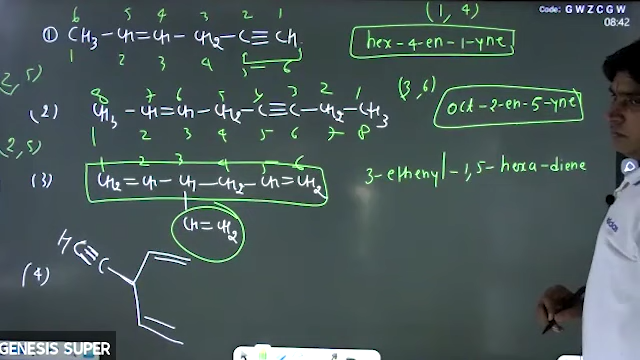 Code: G W Z C G W
08:42
(1, 4)
6 5 4 3 2 1
① CH3 – CH = CH – CH2 – C ≡ CH.
1 2 3 4 5 – 6
hex-4-en-1-yne
2, 5)
(3, 6)
8 7 6 5 4 3 2 1
(2) CH3 – CH = CH – CH2 – C ≡ C – CH2 – CH3
1 2 3 4 5 6 7 8
oct-2-en-5-yne
2, 5)
1 2 3 4 5 6
(3) CH2 = CH – CH – CH2 – CH = CH2
CH = CH2
3-ethenyl-1,5-hexa-diene
(4) HC ≡ C
GENESIS SUPER